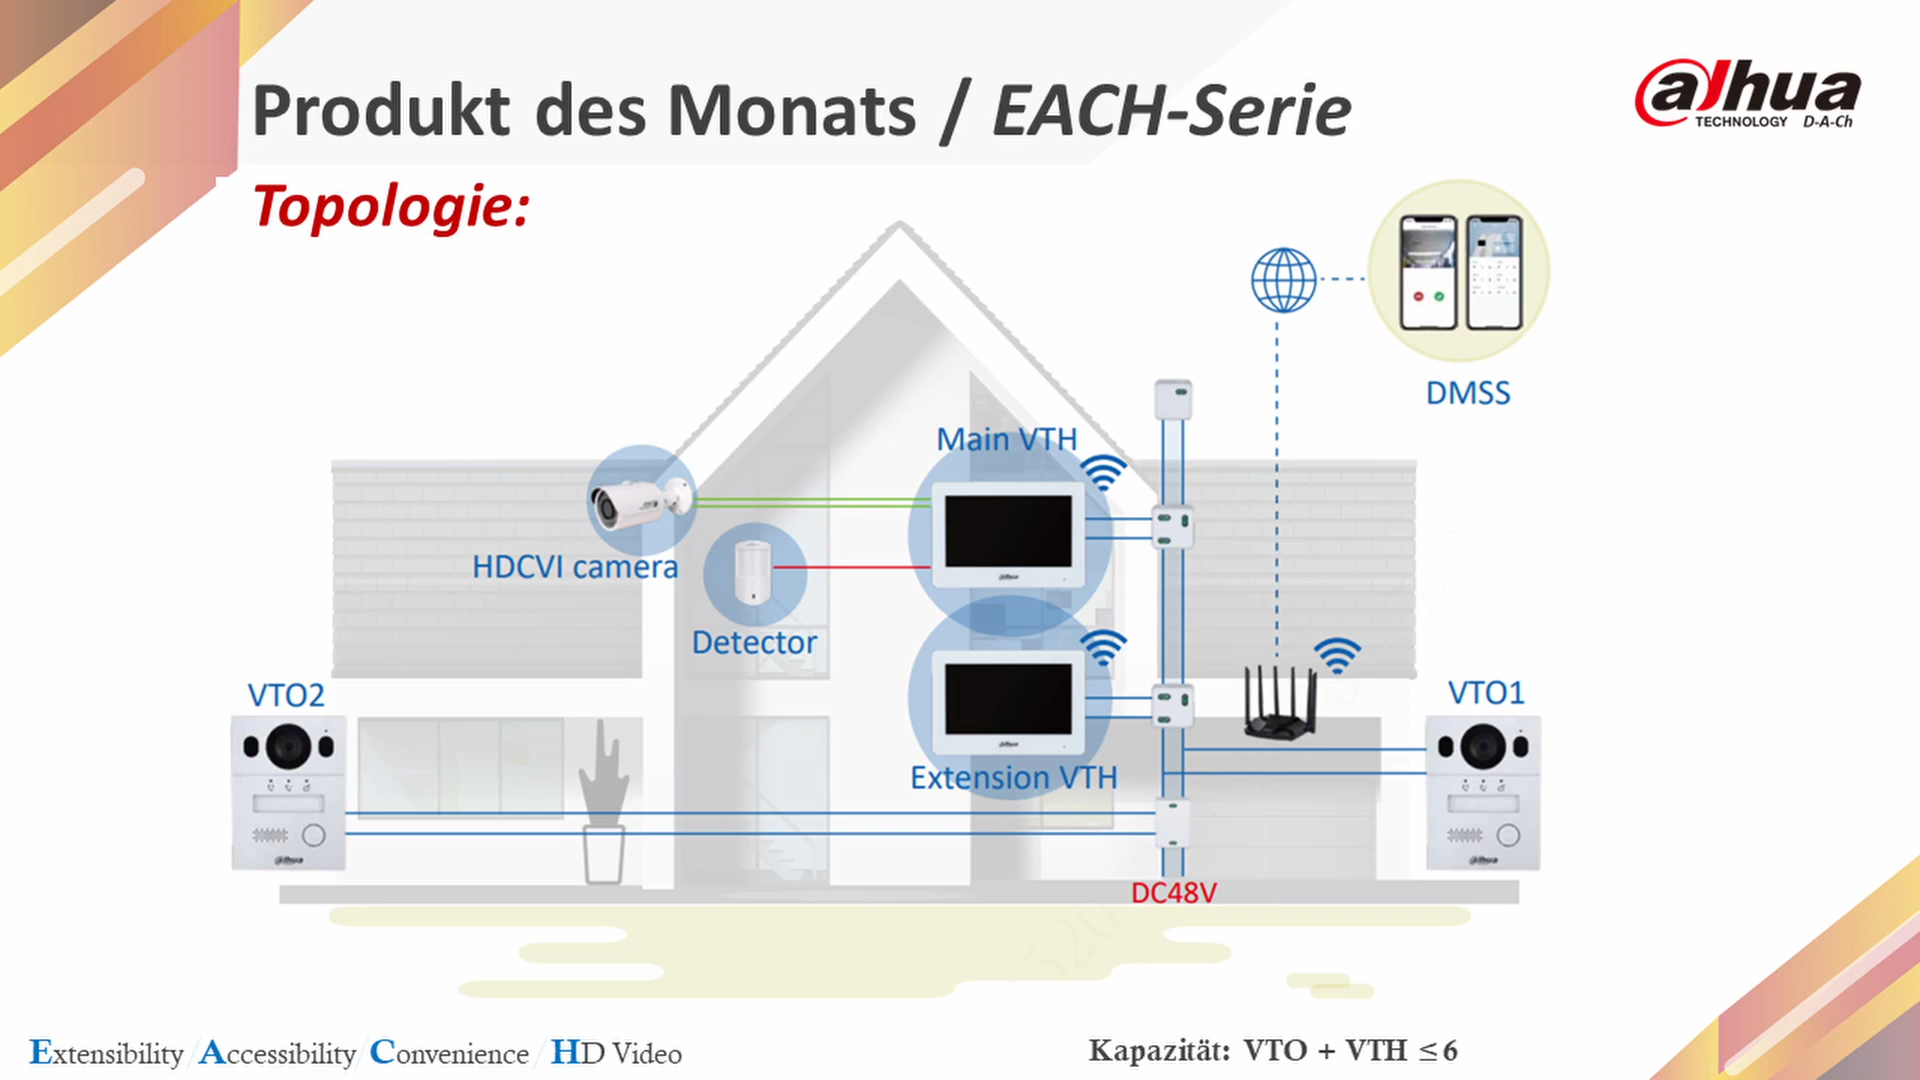 Produkt des Monats / EACH-Serie
alhua
TECHNOLOGY D-A-Ch
Topologie:
DMSS
Main VTH
HDCVI camera
Detector
VTO2
VTO1
Extension VTH
DC48V
Extensibility / Accessibility / Convenience / HD Video
Kapazität: VTO + VTH ≤ 6